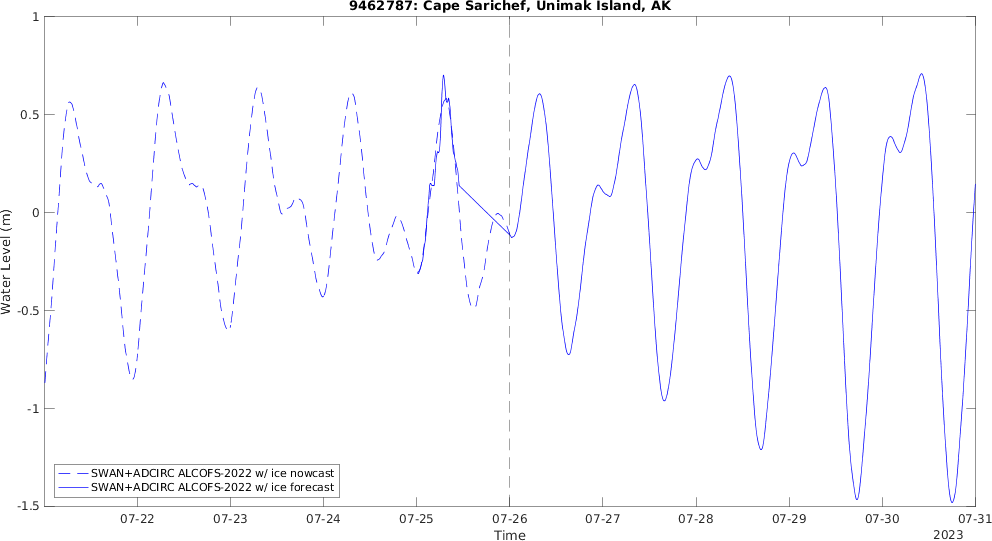 9462787: Cape Sarichef, Unimak Island, AK
1
0.5
0
-0.5
-1
-1.5
Water Level (m)
SWAN+ADCIRC ALCOFS-2022 w/ ice nowcast
SWAN+ADCIRC ALCOFS-2022 w/ ice forecast
07-22 07-23 07-24 07-25 07-26 07-27 07-28 07-29 07-30 07-31
Time
2023